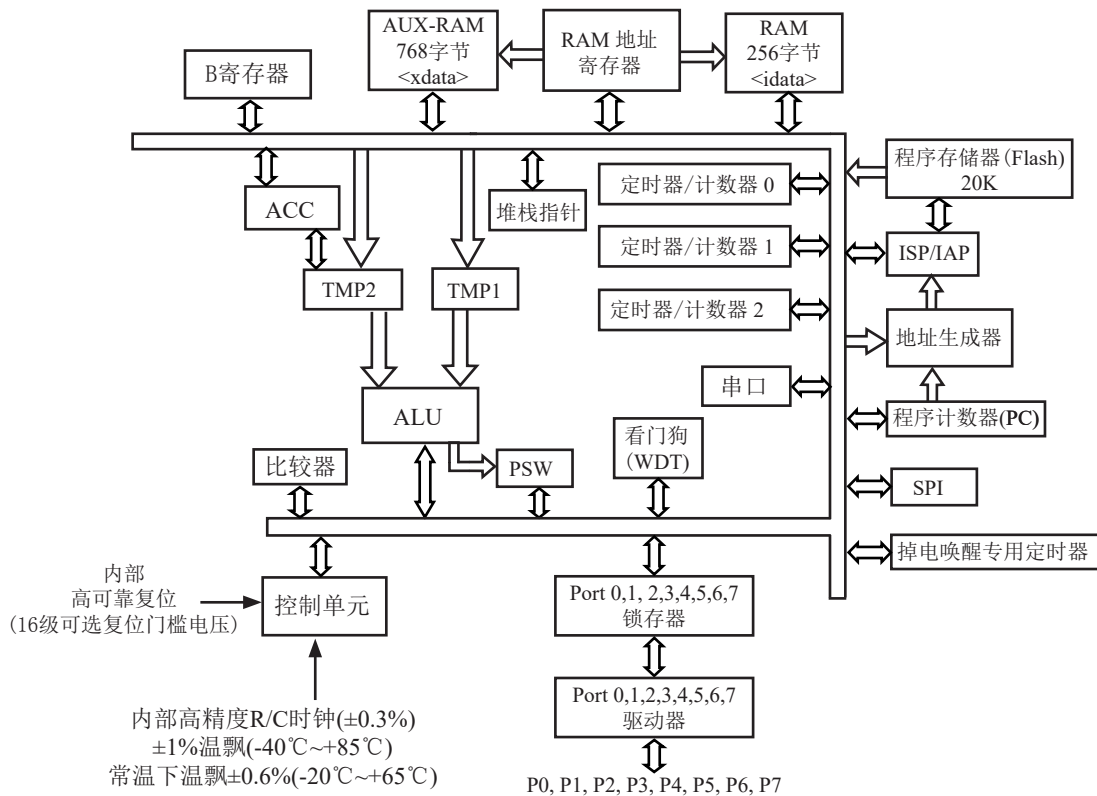 AUX-RAM
768字节
<xdata>
RAM 地址
寄存器
RAM
256字节
<idata>
B寄存器
程序存储器(Flash)
20K
定时器/计数器 0
ACC
堆栈指针
定时器/计数器 1
ISP/IAP
TMP2
TMP1
定时器/计数器 2
地址生成器
串口
ALU
程序计数器(PC)
看门狗
(WDT)
比较器
PSW
SPI
掉电唤醒专用定时器
内部
高可靠复位
(16级可选复位门槛电压)
控制单元
Port 0,1, 2,3,4,5,6,7
锁存器
Port 0,1,2,3,4,5,6,7
驱动器
内部高精度R/C时钟(±0.3%)
±1%温飘(-40℃~+85℃)
常温下温飘±0.6%(-20℃~+65℃)
P0, P1, P2, P3, P4, P5, P6, P7